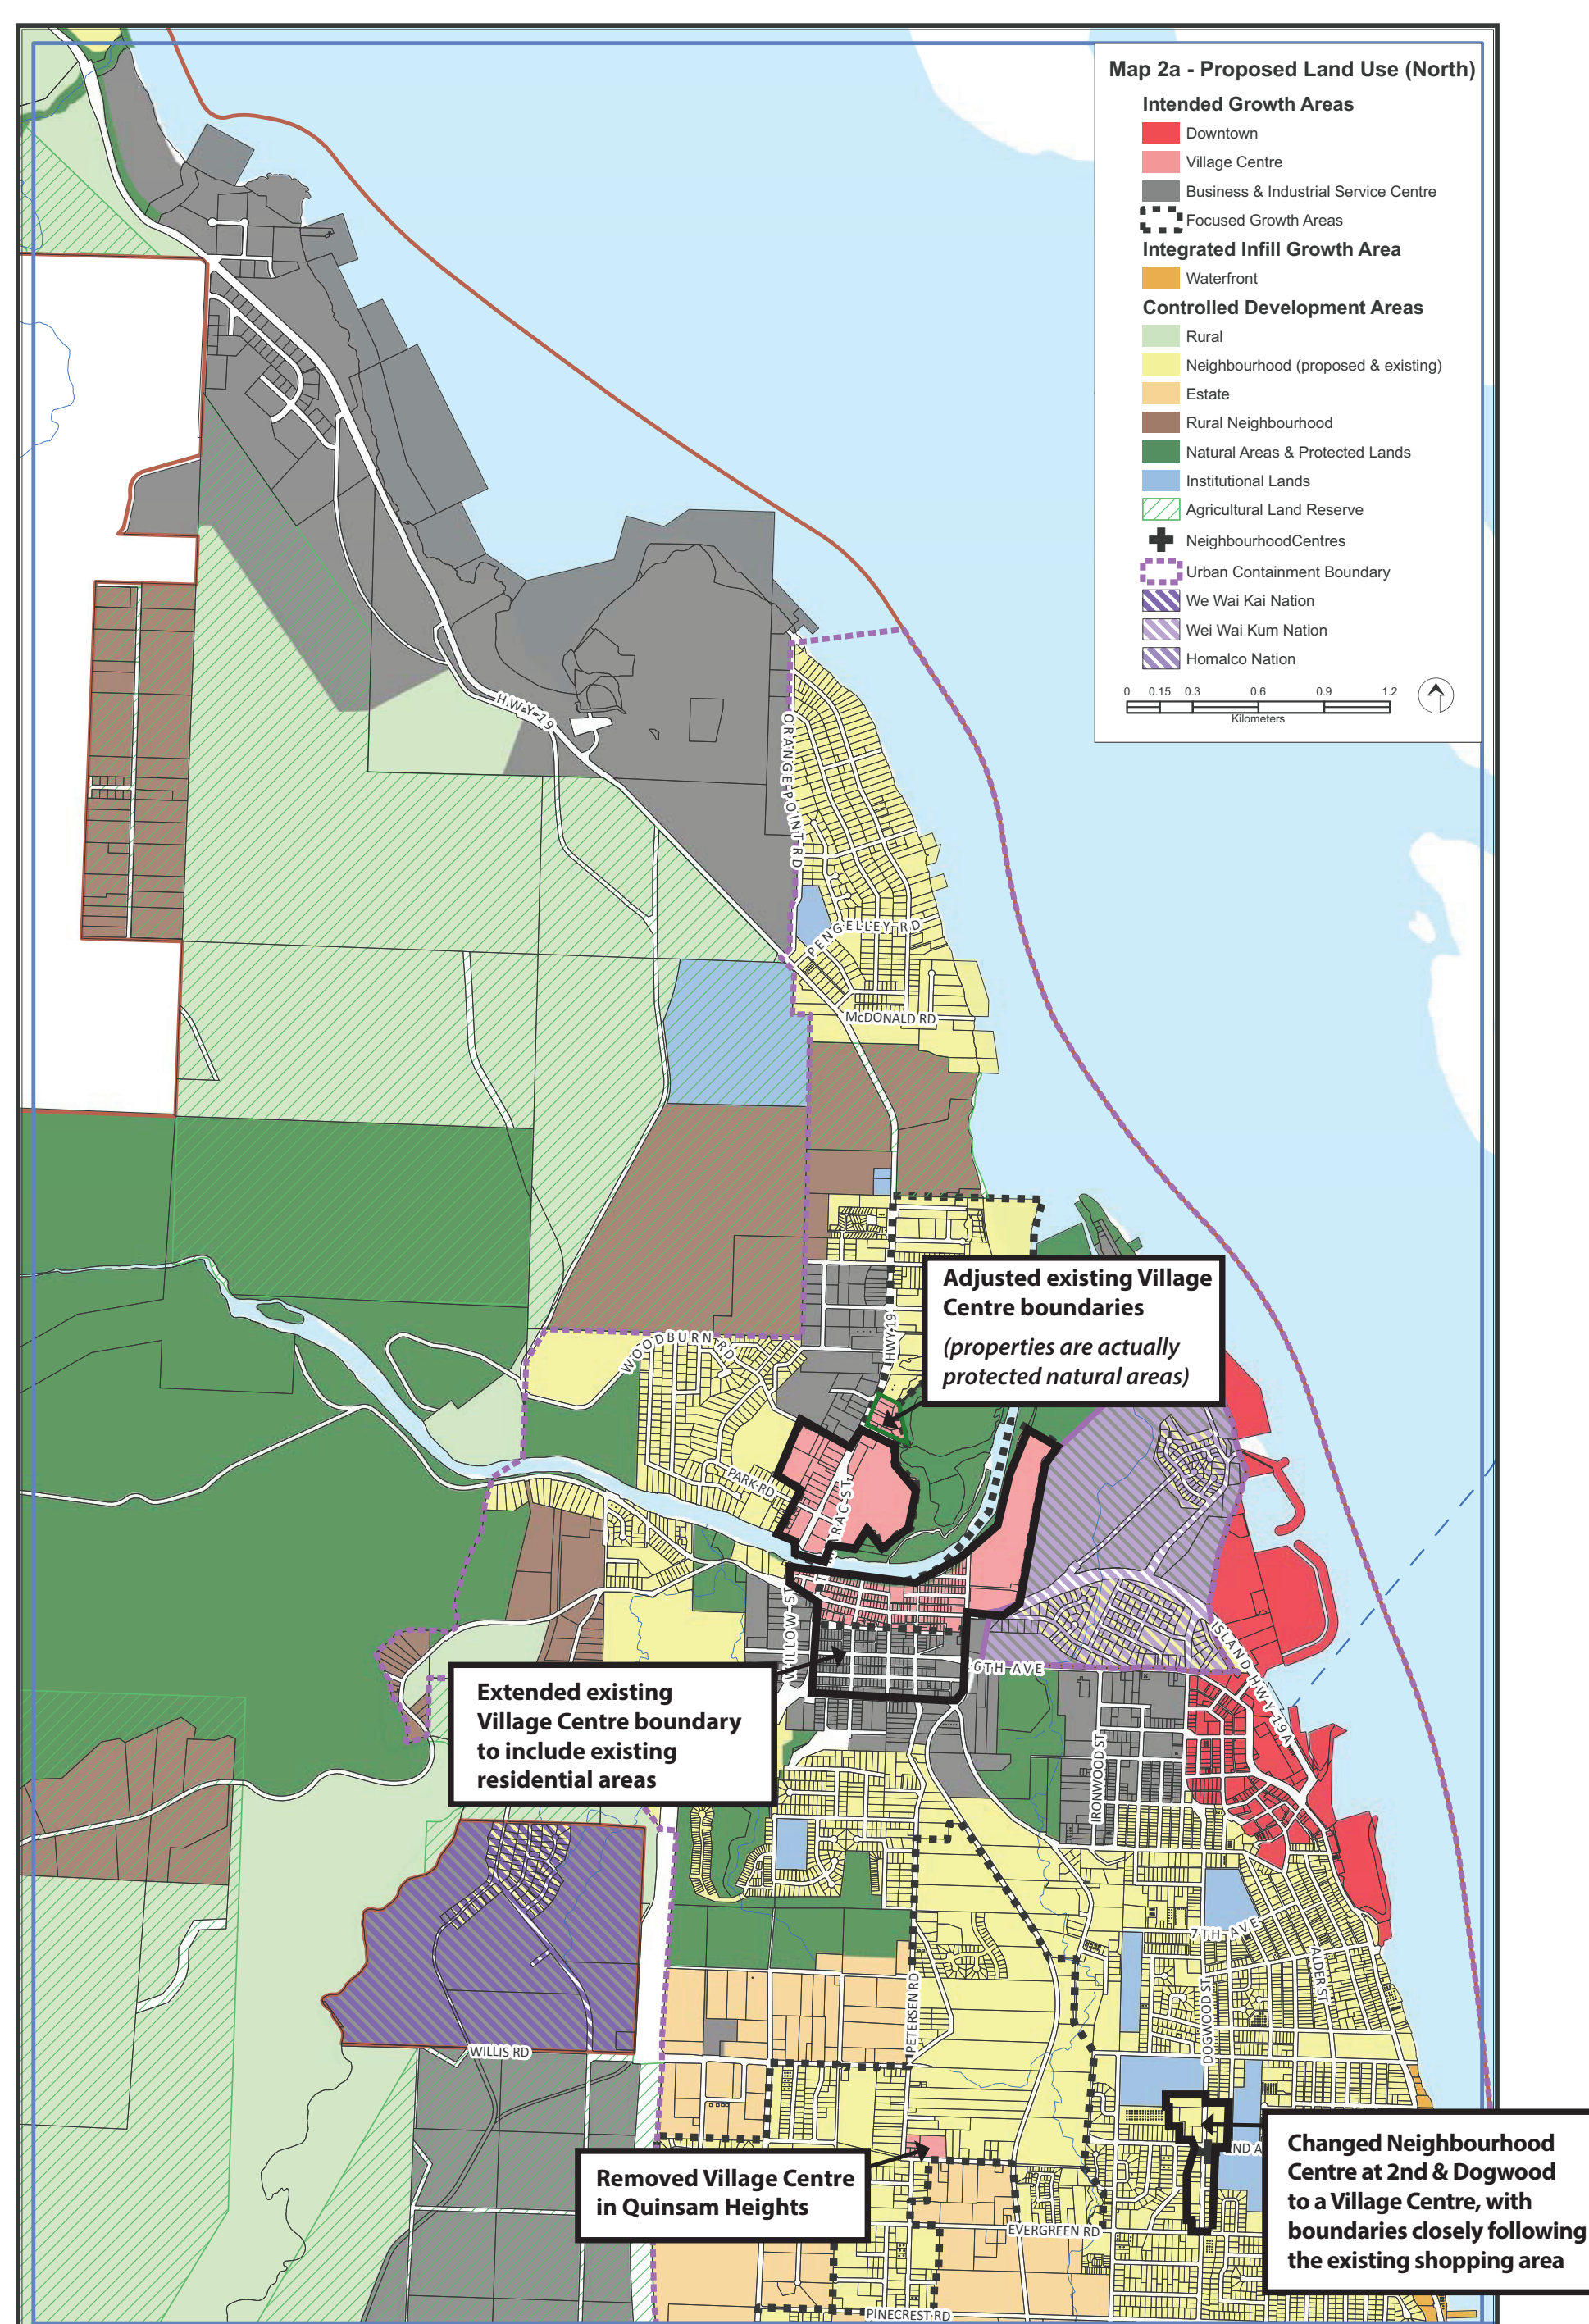 Map 2a - Proposed Land Use (North)
Intended Growth Areas
Downtown
Village Centre
Business & Industrial Service Centre
Focused Growth Areas
Integrated Infill Growth Area
Waterfront
Controlled Development Areas
Rural
Neighbourhood (proposed & existing)
Estate
Rural Neighbourhood
Natural Areas & Protected Lands
Institutional Lands
Agricultural Land Reserve
NeighbourhoodCentres
Urban Containment Boundary
We Wai Kai Nation
Wei Wai Kum Nation
Homalco Nation
0 0.15 0.3 0.6 0.9 1.2
Kilometers
HWY 19
ORANGE POINT RD
PENGELLEY RD
McDONALD RD
Adjusted existing Village
Centre boundaries
(properties are actually
protected natural areas)
HWY 19
WOODBURN RD
PARK RD
ARAC ST
WILLOW ST
6TH AVE
ISLAND HWY 19A
Extended existing
Village Centre boundary
to include existing
residential areas
IRONWOOD ST
7TH AVE
ALDER ST
DOGWOOD ST
PETERSEN RD
WILLIS RD
ND A
Removed Village Centre
in Quinsam Heights
Changed Neighbourhood
Centre at 2nd & Dogwood
to a Village Centre, with
boundaries closely following
the existing shopping area
EVERGREEN RD
PINECREST RD